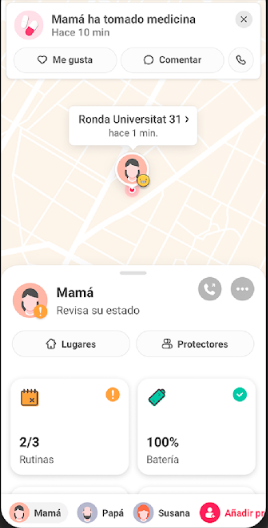 Mamá ha tomado medicina
Hace 10 min
Me gusta
Comentar
Ronda Universitat 31
hace 1 min.
Mamá
Revisa su estado
Lugares
Protectores
2/3
Rutinas
100%
Batería
Mamá
Papá
Susana
Añadir pr